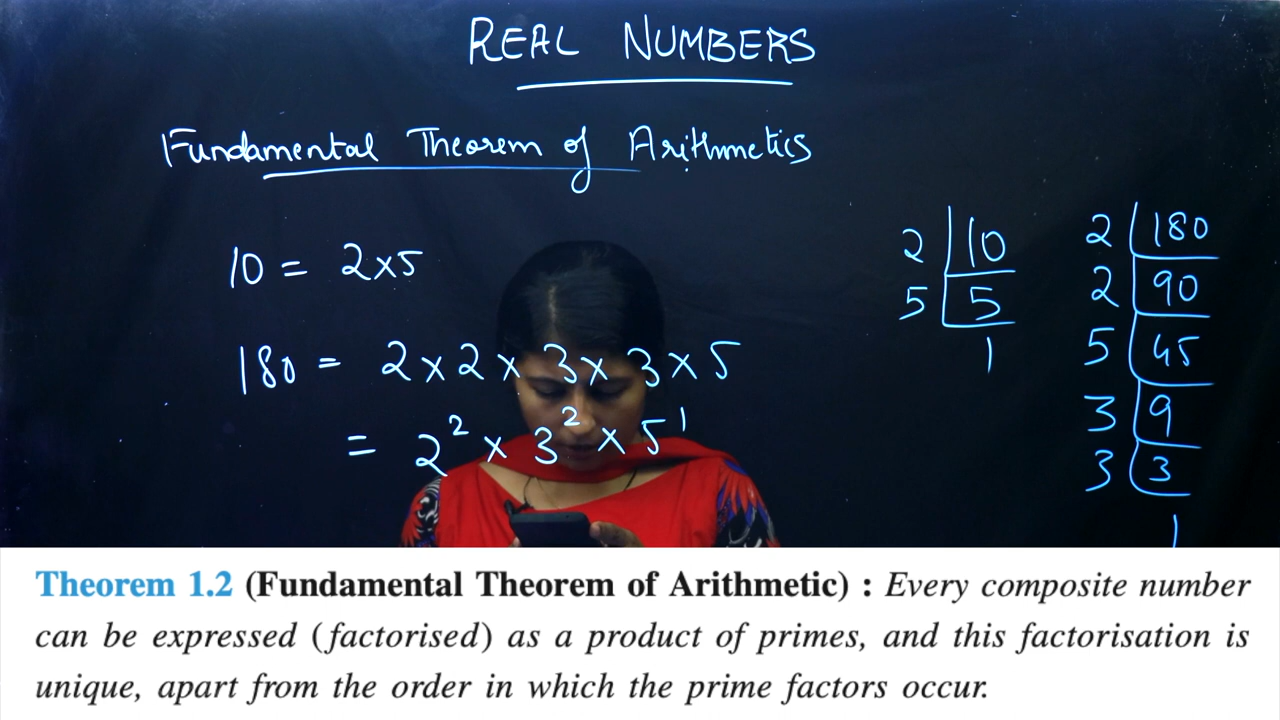 REAL NUMBERS
Fundamental Theorem of Arithmetics
10 = 2×5
180 = 2×2×3×3×5
= 2² × 3² × 5¹
2 | 10
5 | 5
1
2 | 180
2 | 90
5 | 45
3 | 9
3 | 3
1
Theorem 1.2 (Fundamental Theorem of Arithmetic) : Every composite number
can be expressed (factorised) as a product of primes, and this factorisation is
unique, apart from the order in which the prime factors occur.